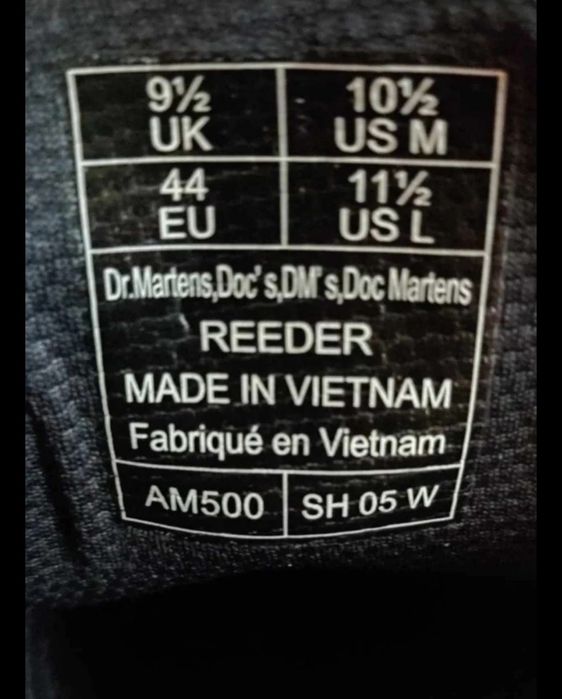 9½ UK
10½ US M
44 EU
11½ US L
Dr.Martens,Doc's,DM's,Doc Martens
REEDER
MADE IN VIETNAM
Fabriqué en Vietnam
AM500
SH 05 W